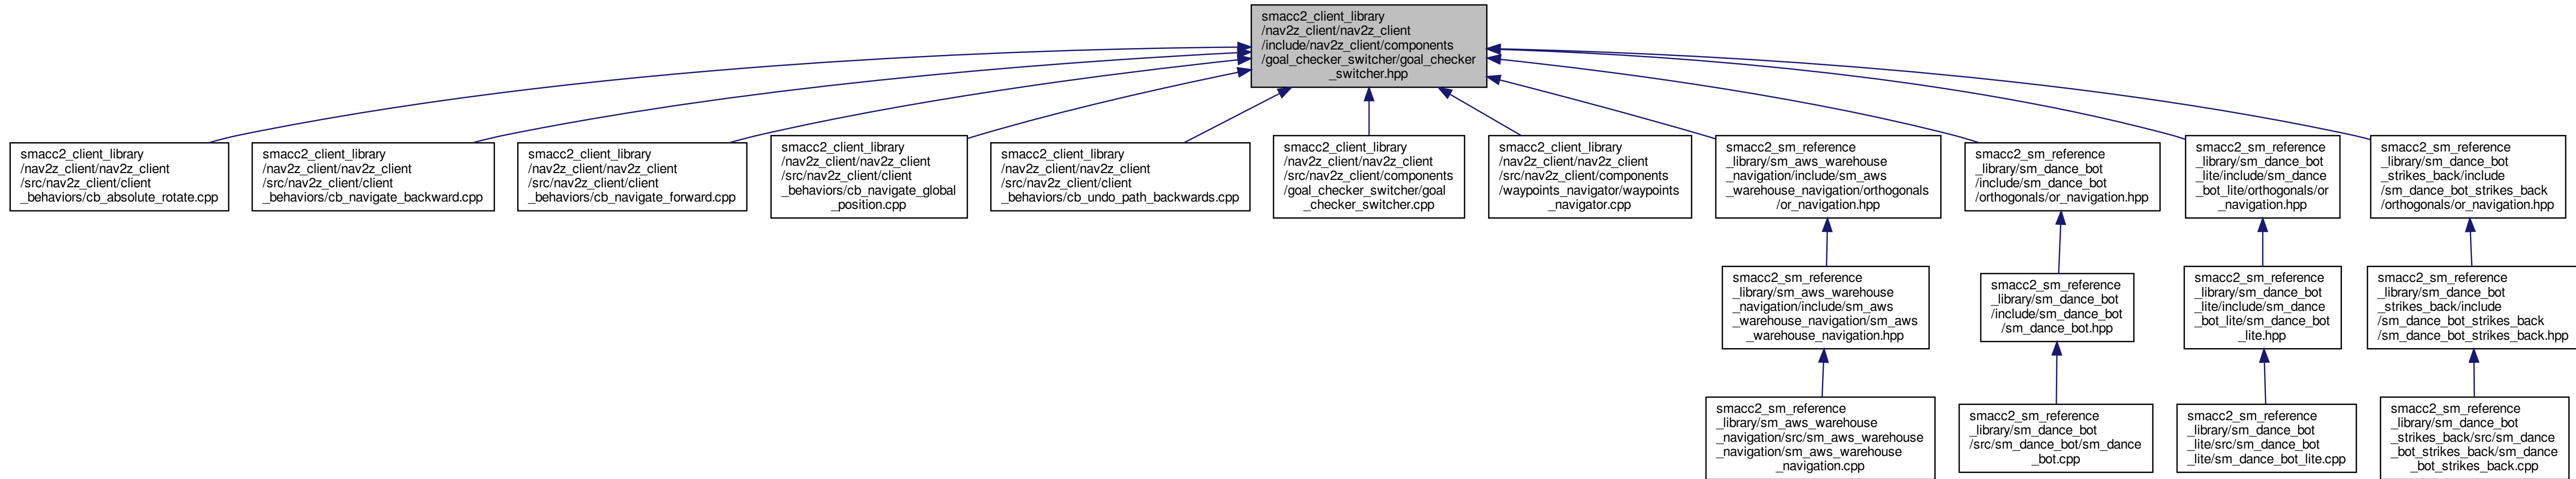 smacc2_client_library
/nav2z_client/nav2z_client
/include/nav2z_client/components
/goal_checker_switcher/goal_checker
_switcher.hpp
smacc2_client_library
/nav2z_client/nav2z_client
/src/nav2z_client/client
_behaviors/cb_absolute_rotate.cpp
smacc2_client_library
/nav2z_client/nav2z_client
/src/nav2z_client/client
_behaviors/cb_navigate_backward.cpp
smacc2_client_library
/nav2z_client/nav2z_client
/src/nav2z_client/client
_behaviors/cb_navigate_forward.cpp
smacc2_client_library
/nav2z_client/nav2z_client
/src/nav2z_client/client
_behaviors/cb_navigate_global
_position.cpp
smacc2_client_library
/nav2z_client/nav2z_client
/src/nav2z_client/client
_behaviors/cb_undo_path_backwards.cpp
smacc2_client_library
/nav2z_client/nav2z_client
/src/nav2z_client/components
/goal_checker_switcher/goal
_checker_switcher.cpp
smacc2_client_library
/nav2z_client/nav2z_client
/src/nav2z_client/components
/waypoints_navigator/waypoints
_navigator.cpp
smacc2_sm_reference
_library/sm_aws_warehouse
_navigation/include/sm_aws
_warehouse_navigation/orthogonals
/or_navigation.hpp
smacc2_sm_reference
_library/sm_dance_bot
/include/sm_dance_bot
/orthogonals/or_navigation.hpp
smacc2_sm_reference
_library/sm_dance_bot
_lite/include/sm_dance
_bot_lite/orthogonals/or
_navigation.hpp
smacc2_sm_reference
_library/sm_dance_bot
_strikes_back/include
/sm_dance_bot_strikes_back
/orthogonals/or_navigation.hpp
smacc2_sm_reference
_library/sm_aws_warehouse
_navigation/include/sm_aws
_warehouse_navigation/sm_aws
_warehouse_navigation.hpp
smacc2_sm_reference
_library/sm_dance_bot
/include/sm_dance_bot
/sm_dance_bot.hpp
smacc2_sm_reference
_library/sm_dance_bot
_lite/include/sm_dance
_bot_lite/sm_dance_bot
_lite.hpp
smacc2_sm_reference
_library/sm_dance_bot
_strikes_back/include
/sm_dance_bot_strikes_back
/sm_dance_bot_strikes_back.hpp
smacc2_sm_reference
_library/sm_aws_warehouse
_navigation/src/sm_aws_warehouse
_navigation/sm_aws_warehouse
_navigation.cpp
smacc2_sm_reference
_library/sm_dance_bot
/src/sm_dance_bot/sm_dance
_bot.cpp
smacc2_sm_reference
_library/sm_dance_bot
_lite/src/sm_dance_bot
_lite/sm_dance_bot_lite.cpp
smacc2_sm_reference
_library/sm_dance_bot
_strikes_back/src/sm_dance
_bot_strikes_back/sm_dance
_bot_strikes_back.cpp